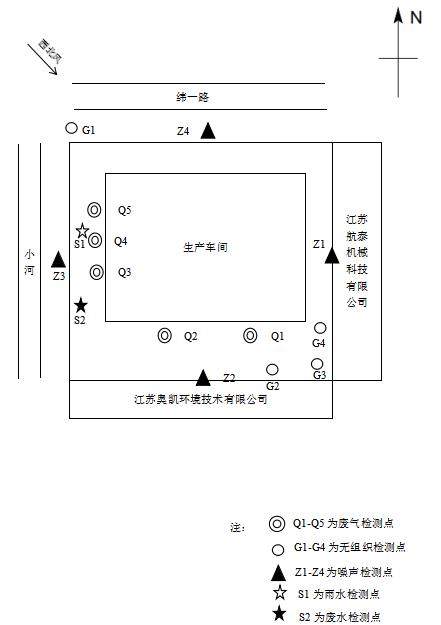 N
西北风
纬一路
G1
Z4
Q5
S1
Q4
生产车间
Z1
江苏
航泰
机械
科技
有限
公司
小
河
Z3
Q3
S2
Q2
Q1
G4
Z2
G2
G3
江苏奥凯环境技术有限公司
注：
Q1-Q5 为废气检测点
G1-G4 为无组织检测点
Z1-Z4 为噪声检测点
S1 为雨水检测点
S2 为废水检测点